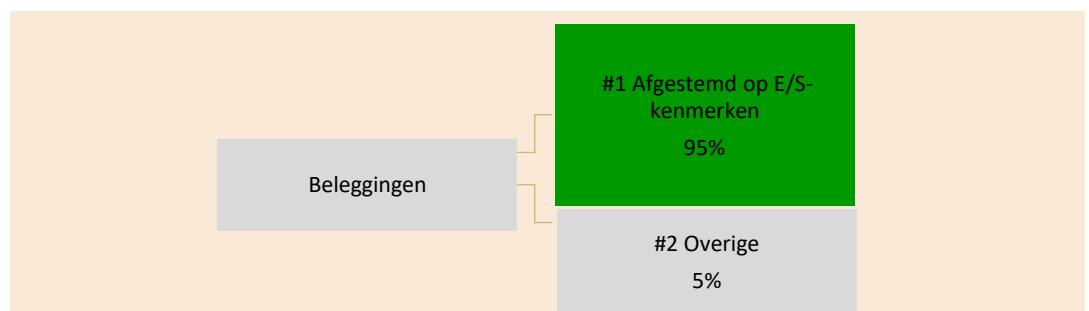 #1 Afgestemd op E/S-
kenmerken
95%
Beleggingen
#2 Overige
5%